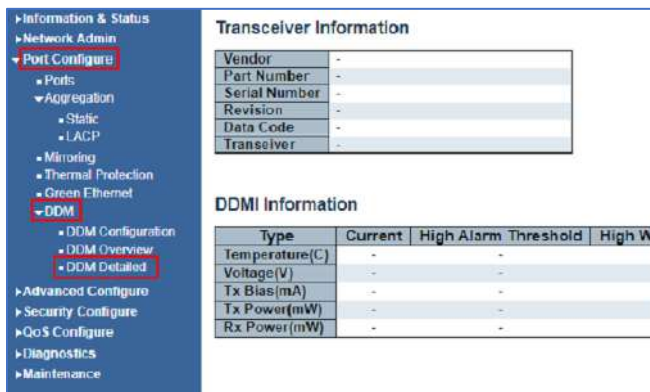 Information & Status
Network Admin
Port Configure
Ports
Aggregation
Static
LACP
Mirroring
Thermal Protection
Green Ethernet
DDM
DDM Configuration
DDM Overview
DDM Detailed
Advanced Configure
Security Configure
QoS Configure
Diagnostics
Maintenance
Transceiver Information
Vendor -
Part Number -
Serial Number -
Revision -
Data Code -
Transeiver -
DDMI Information
Type Current High Alarm Threshold High W
Temperature(C) - -
Voltage(V) - -
Tx Bias(mA) - -
Tx Power(mW) - -
Rx Power(mW) - -